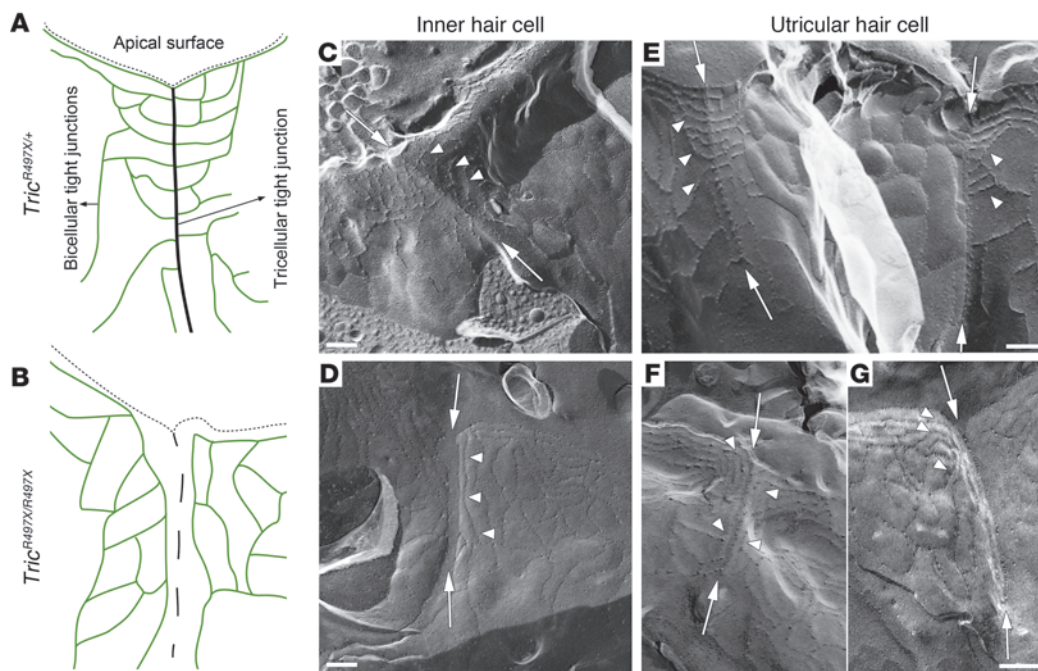 Inner hair cell
Utricular hair cell
A
Apical surface
Bicellular tight junctions
Tricellular tight junction
Tric^R497X/+
B
Tric^R497X/R497X
C
E
D
F
G